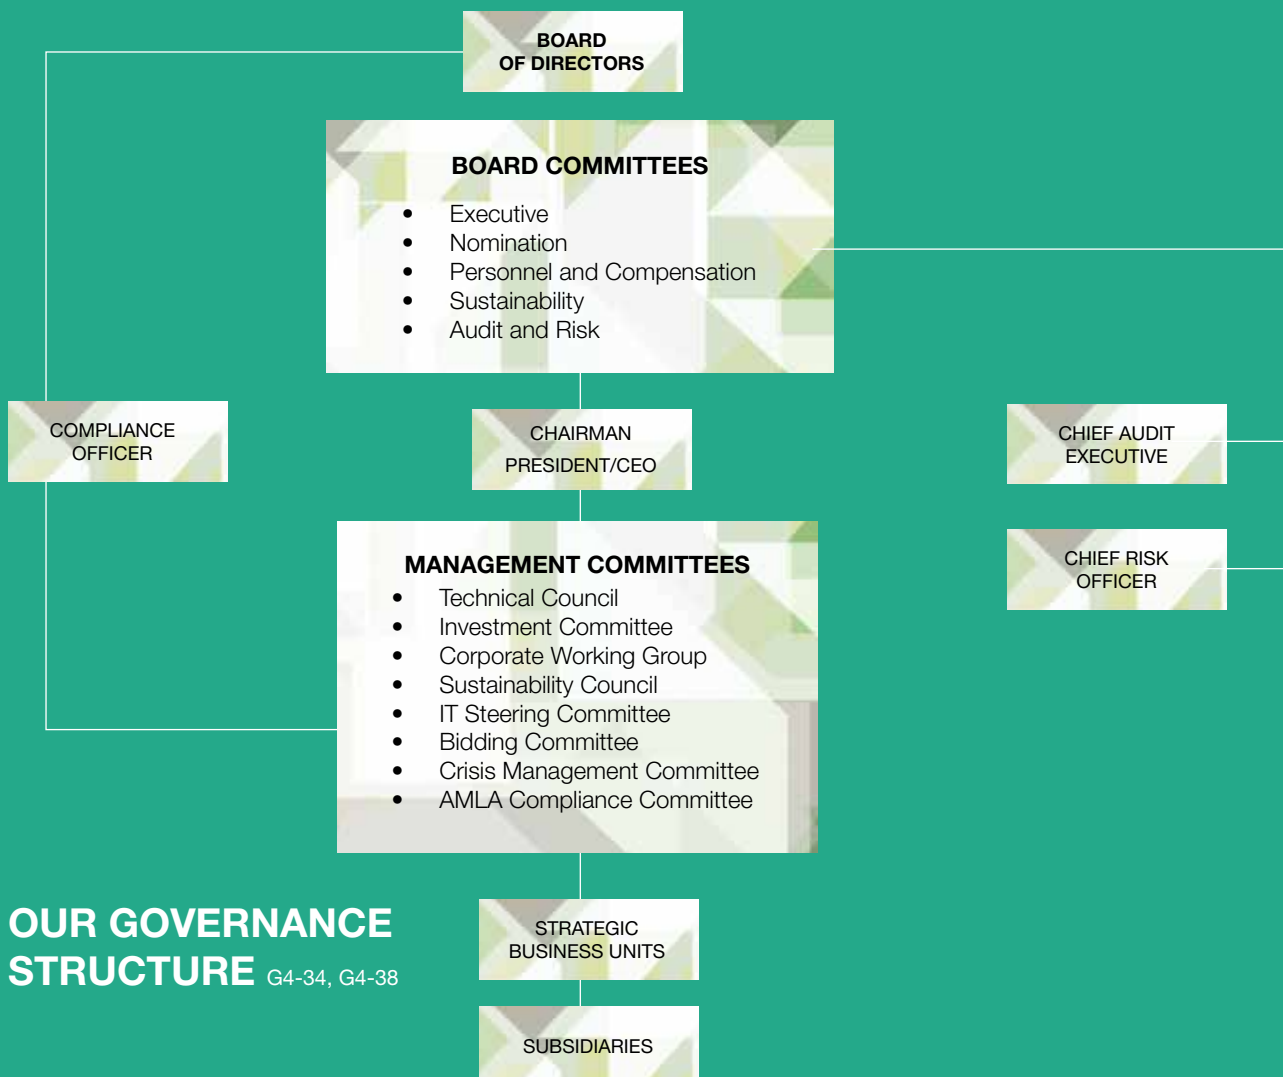 BOARD
OF DIRECTORS
BOARD COMMITTEES
• Executive
• Nomination
• Personnel and Compensation
• Sustainability
• Audit and Risk
COMPLIANCE
OFFICER
CHAIRMAN
PRESIDENT/CEO
CHIEF AUDIT
EXECUTIVE
CHIEF RISK
OFFICER
MANAGEMENT COMMITTEES
• Technical Council
• Investment Committee
• Corporate Working Group
• Sustainability Council
• IT Steering Committee
• Bidding Committee
• Crisis Management Committee
• AMLA Compliance Committee
OUR GOVERNANCE
STRUCTURE G4-34, G4-38
STRATEGIC
BUSINESS UNITS
SUBSIDIARIES